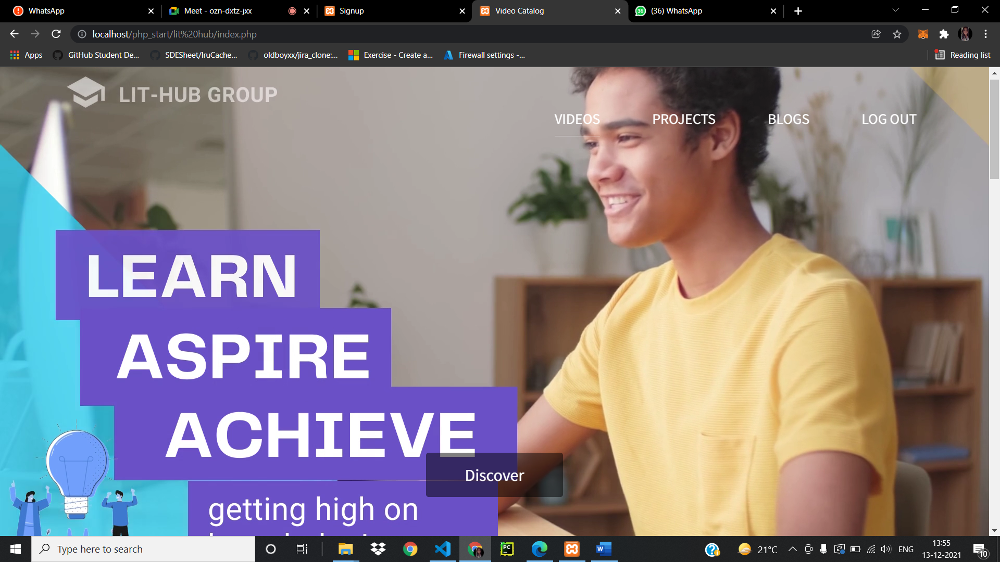 WhatsApp
Meet - ozn-dxtz-jxx
Signup
Video Catalog
36
(36) WhatsApp
localhost/php_start/lit%20hub/index.php
Apps
GitHub Student De...
SDESheet/lruCache...
oldboyxx/jira_clone:...
Exercise - Create a...
Firewall settings -...
Reading list
LIT-HUB GROUP
VIDEOS
PROJECTS
BLOGS
LOG OUT
LEARN
ASPIRE
ACHIEVE
Discover
getting high on
Type here to search
PC
21°C
ENG
13:55
13-12-2021
10